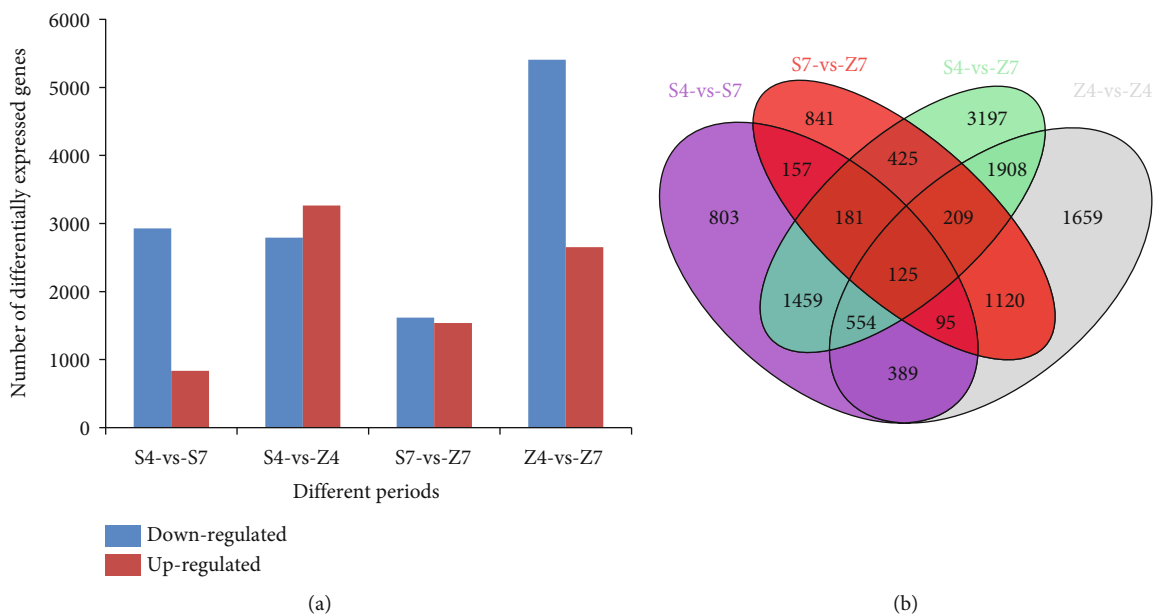 6000
5000
4000
3000
2000
1000
0
Number of differentially expressed genes
S4-vs-S7 S4-vs-Z4 S7-vs-Z7 Z4-vs-Z7
Different periods
Down-regulated
Up-regulated
(a)
S7-vs-Z7 S4-vs-Z7
S4-vs-S7 Z4-vs-Z4
841 3197
157 425 1908
803 181 209 1659
125
1459 1120
554 95
389
(b)